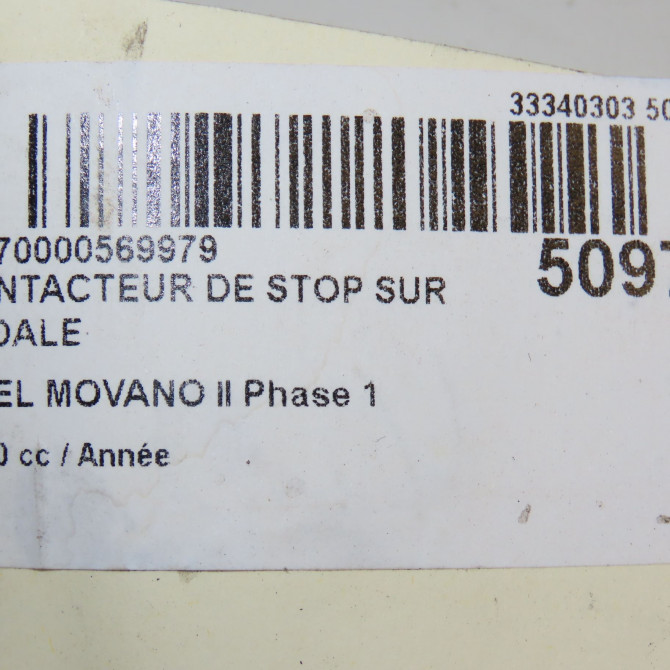 33340303 50
70000569979
5097
NTACTEUR DE STOP SUR
DALE
EL MOVANO II Phase 1
0 cc / Année